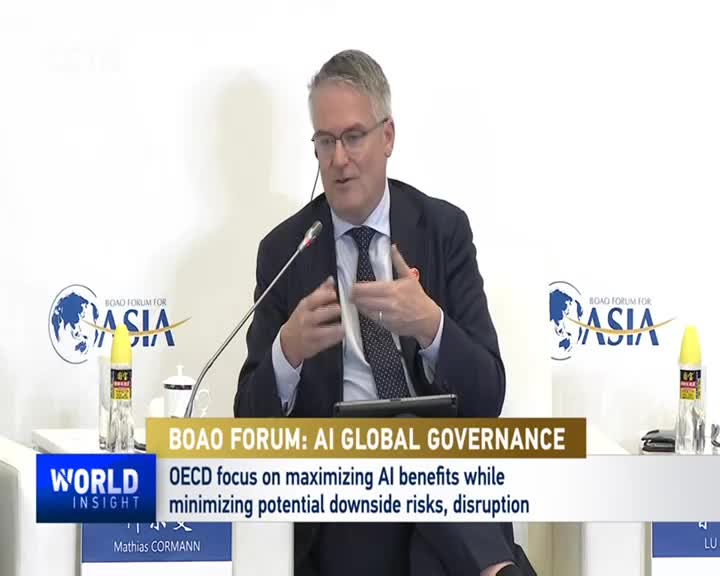 BOAO FORUM FOR
ASIA
BOAO FORUM FOR
ASIA
BOAO FORUM: AI GLOBAL GOVERNANCE
WORLD
INSIGHT
OECD focus on maximizing AI benefits while
minimizing potential downside risks, disruption
Mathias CORMANN
LU